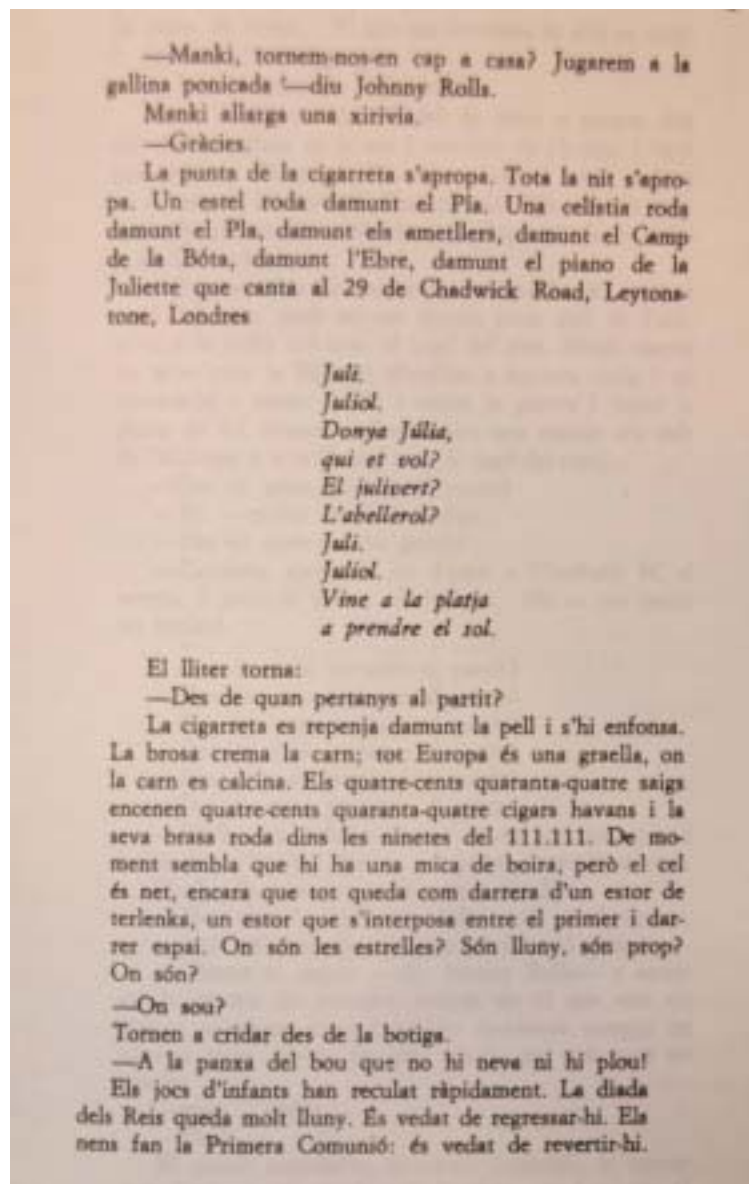 —Manki, tornem-nos-en cap a casa? Jugarem a la
gallina ponicada —diu Johnny Rolls.
Manki allarga una xirivia.
—Gràcies.
La punta de la cigarreta s'apropa. Tota la nit s'apro-
pa. Un estel roda damunt el Pla. Una celístia roda
damunt el Pla, damunt els ametllers, damunt el Camp
de la Bóta, damunt l'Ebre, damunt el piano de la
Juliette que canta al 29 de Chadwick Road, Leytons-
tone, Londres
Juli.
Juliol.
Donya Júlia,
qui et vol?
El julivert?
L'abellerol?
Juli.
Juliol.
Vine a la platja
a prendre el sol.
El lliter torna:
—Des de quan pertanys al partit?
La cigarreta es repenja damunt la pell i s'hi enfonsa.
La brosa crema la carn; tot Europa és una graella, on
la carn es calcina. Els quatre-cents quaranta-quatre saigs
encenen quatre-cents quaranta-quatre cigars havans i la
seva brasa roda dins les ninetes del 111.111. De mo-
ment sembla que hi ha una mica de boira, però el cel
és net, encara que tot queda com darrera d'un estor de
terlenka, un estor que s'interposa entre el primer i dar-
rer espai. On són les estrelles? Són lluny, són prop?
On són?
—On sou?
Tornen a cridar des de la botiga.
—A la panxa del bou que no hi neva ni hi plou!
Els jocs d'infants han reculat ràpidament. La diada
dels Reis queda molt lluny. És vedat de regressar-hi. Els
nens fan la Primera Comunió: és vedat de revertir-hi.